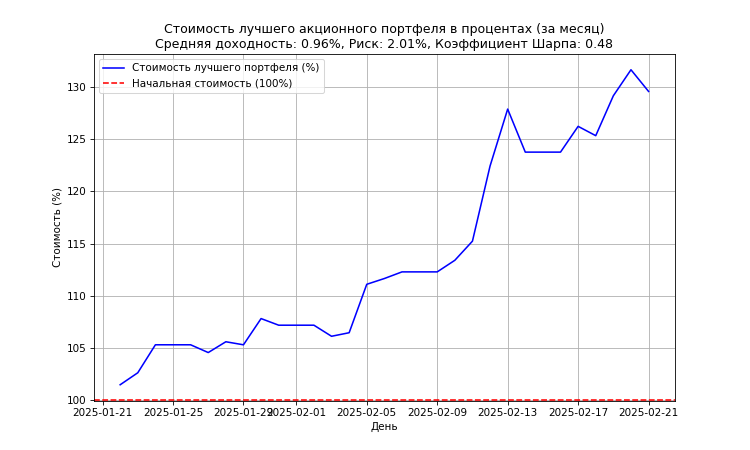 Стоимость лучшего акционного портфеля в процентах (за месяц)
Средняя доходность: 0.96%, Риск: 2.01%, Коэффициент Шарпа: 0.48
Стоимость лучшего портфеля (%)
Начальная стоимость (100%)
Стоимость (%)
130
125
120
115
110
105
100
2025-01-21 2025-01-25 2025-01-29 2025-02-01 2025-02-05 2025-02-09 2025-02-13 2025-02-17 2025-02-21
День